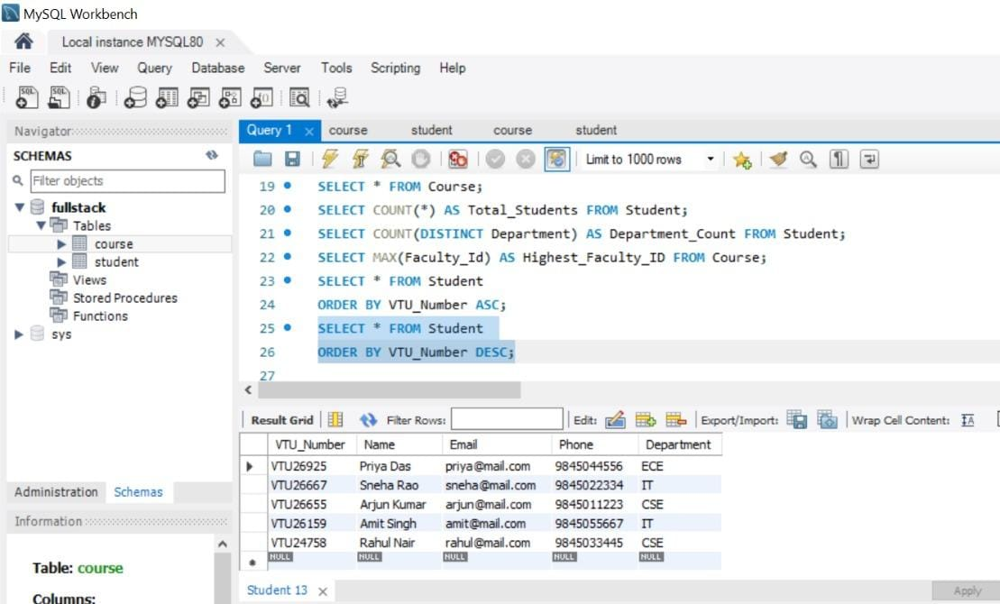 MySQL Workbench
Local instance MYSQL80
File Edit View Query Database Server Tools Scripting Help
Navigator
SCHEMAS
Filter objects
fullstack
Tables
course
student
Views
Stored Procedures
Functions
sys
Administration Schemas
Information
Table: course
Columns:
Query 1 course student course student
Limit to 1000 rows
19 SELECT * FROM Course;
20 SELECT COUNT(*) AS Total_Students FROM Student;
21 SELECT COUNT(DISTINCT Department) AS Department_Count FROM Student;
22 SELECT MAX(Faculty_Id) AS Highest_Faculty_ID FROM Course;
23 SELECT * FROM Student
24 ORDER BY VTU_Number ASC;
25 SELECT * FROM Student
26 ORDER BY VTU_Number DESC;
27
Result Grid Filter Rows: Edit: Export/Import: Wrap Cell Content:
VTU_Number Name Email Phone Department
VTU26925 Priya Das priya@mail.com 9845044556 ECE
VTU26667 Sneha Rao sneha@mail.com 9845022334 IT
VTU26655 Arjun Kumar arjun@mail.com 9845011223 CSE
VTU26159 Amit Singh amit@mail.com 9845055667 IT
VTU24758 Rahul Nair rahul@mail.com 9845033445 CSE
NULL NULL NULL NULL NULL
Student 13
Apply